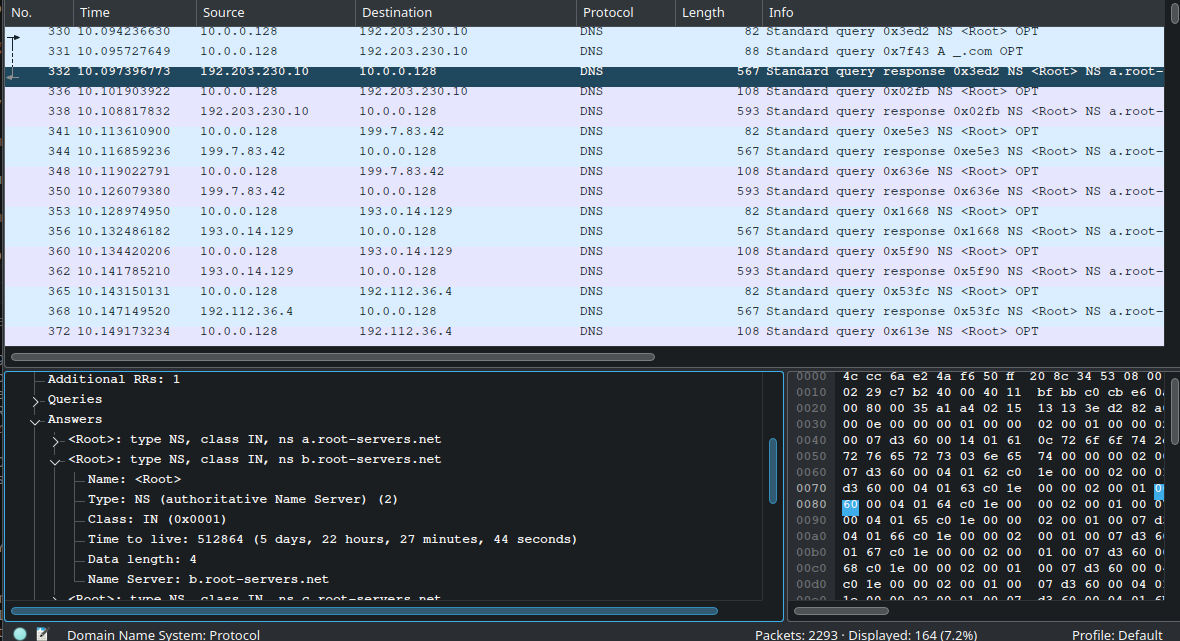 No. Time Source Destination Protocol Length Info
330 10.094236630 10.0.0.128 192.203.230.10 DNS 82 Standard query 0x3ed2 NS <Root> OPT
331 10.095727649 10.0.0.128 192.203.230.10 DNS 88 Standard query 0x7f43 A _.com OPT
332 10.097396773 192.203.230.10 10.0.0.128 DNS 567 Standard query response 0x3ed2 NS <Root> NS a.root-
336 10.101903922 10.0.0.128 192.203.230.10 DNS 108 Standard query 0x02fb NS <Root> OPT
338 10.108817832 192.203.230.10 10.0.0.128 DNS 593 Standard query response 0x02fb NS <Root> NS a.root-
341 10.113610900 10.0.0.128 199.7.83.42 DNS 82 Standard query 0xe5e3 NS <Root> OPT
344 10.116859236 199.7.83.42 10.0.0.128 DNS 567 Standard query response 0xe5e3 NS <Root> NS a.root-
348 10.119022791 10.0.0.128 199.7.83.42 DNS 108 Standard query 0x636e NS <Root> OPT
350 10.126079380 199.7.83.42 10.0.0.128 DNS 593 Standard query response 0x636e NS <Root> NS a.root-
353 10.128974950 10.0.0.128 193.0.14.129 DNS 82 Standard query 0x1668 NS <Root> OPT
356 10.132486182 193.0.14.129 10.0.0.128 DNS 567 Standard query response 0x1668 NS <Root> NS a.root-
360 10.134420206 10.0.0.128 193.0.14.129 DNS 108 Standard query 0x5f90 NS <Root> OPT
362 10.141785210 193.0.14.129 10.0.0.128 DNS 593 Standard query response 0x5f90 NS <Root> NS a.root-
365 10.143150131 10.0.0.128 192.112.36.4 DNS 82 Standard query 0x53fc NS <Root> OPT
368 10.147149520 192.112.36.4 10.0.0.128 DNS 567 Standard query response 0x53fc NS <Root> NS a.root-
372 10.149173234 10.0.0.128 192.112.36.4 DNS 108 Standard query 0x613e NS <Root> OPT
Additional RRs: 1
Queries
Answers
<Root>: type NS, class IN, ns a.root-servers.net
<Root>: type NS, class IN, ns b.root-servers.net
Name: <Root>
Type: NS (authoritative Name Server) (2)
Class: IN (0x0001)
Time to live: 512864 (5 days, 22 hours, 27 minutes, 44 seconds)
Data length: 4
Name Server: b.root-servers.net
<Root>: type NS, class IN, ns c.root-servers.net
0000 4c cc 6a e2 4a f6 50 ff 20 8c 34 53 08 00
0010 02 29 c7 b2 40 00 40 11 bf bb c0 cb e6
0020 00 80 00 35 a1 a4 02 15 13 13 3e d2 82
0030 00 0e 00 00 00 01 00 00 02 00 01 00 00
0040 00 07 d3 60 00 14 01 61 0c 72 6f 6f 74
0050 72 76 65 72 73 03 6e 65 74 00 00 02 00
0060 07 d3 60 00 04 01 62 c0 1e 00 00 02 00
0070 d3 60 00 04 01 63 c0 1e 00 00 02 00 01
0080 60 00 04 01 64 c0 1e 00 00 02 00 01 00
0090 00 04 01 65 c0 1e 00 00 02 00 01 00 07
00a0 04 01 66 c0 1e 00 00 02 00 01 00 07 d3
00b0 01 67 c0 1e 00 00 02 00 01 00 07 d3 60
00c0 68 c0 1e 00 00 02 00 01 00 07 d3 60 00
00d0 c0 1e 00 00 02 00 01 00 07 d3 60 00 04
00e0 1e 00 00 02 00 01 00 07 d3 60 00 04 01
Domain Name System: Protocol Packets: 2293 · Displayed: 164 (7.2%) Profile: Default